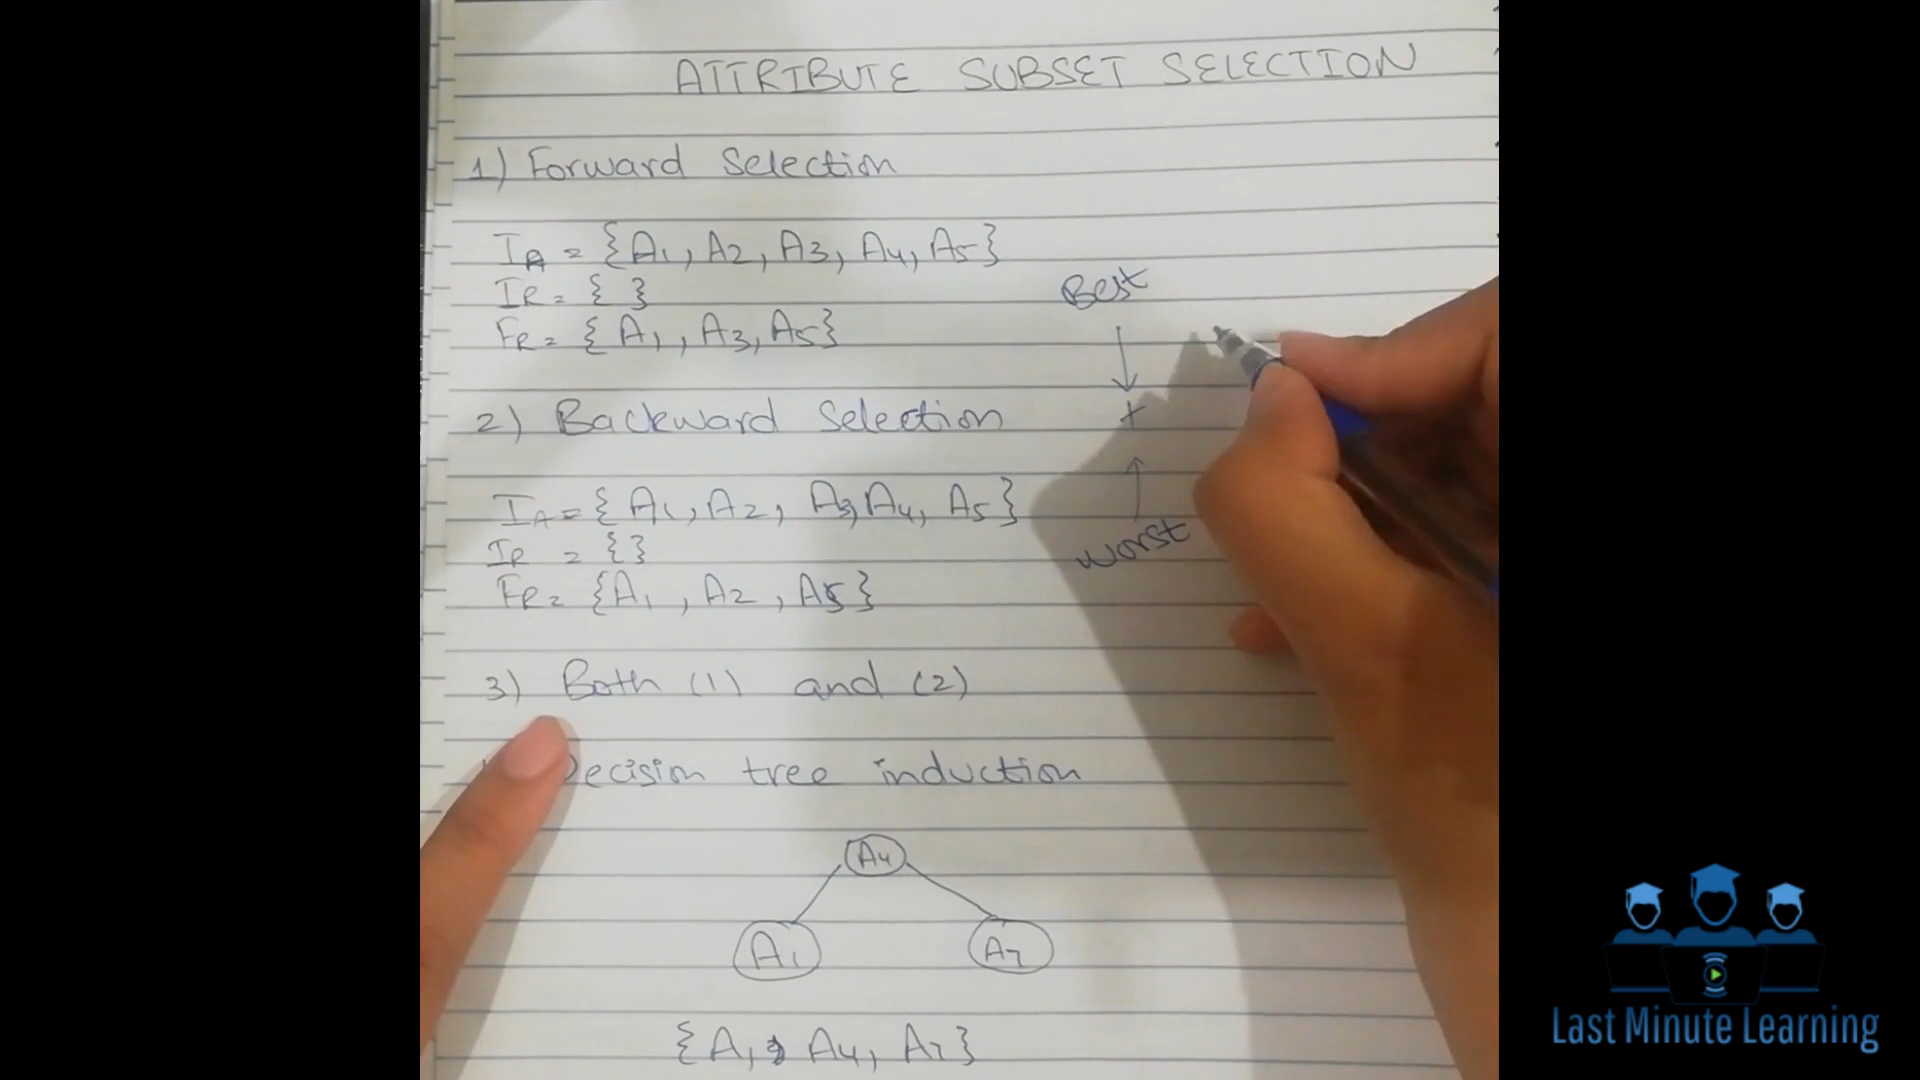 ATTRIBUTE SUBSET SELECTION
1) Forward Selection
IA = {A1, A2, A3, A4, A5}
IR = { }
FR = {A1, A3, A5}
Best
2) Backward Selection
+
IA = {A1, A2, A3, A4, A5}
IR = {}
FR = {A1, A2, A5}
worst
3) Both (1) and (2)
Decision tree induction
A4
A1 A7
{A1, A4, A7}
Last Minute Learning